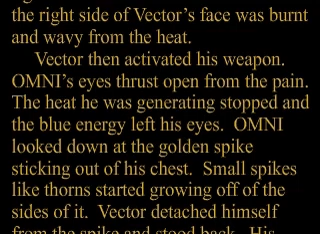 the right side of Vector's face was burnt
and wavy from the heat.
Vector then activated his weapon.
OMNI's eyes thrust open from the pain.
The heat he was generating stopped and
the blue energy left his eyes.  OMNI
looked down at the golden spike
sticking out of his chest.  Small spikes
like thorns started growing off of the
sides of it.  Vector detached himself
from the spike and stood back.  His